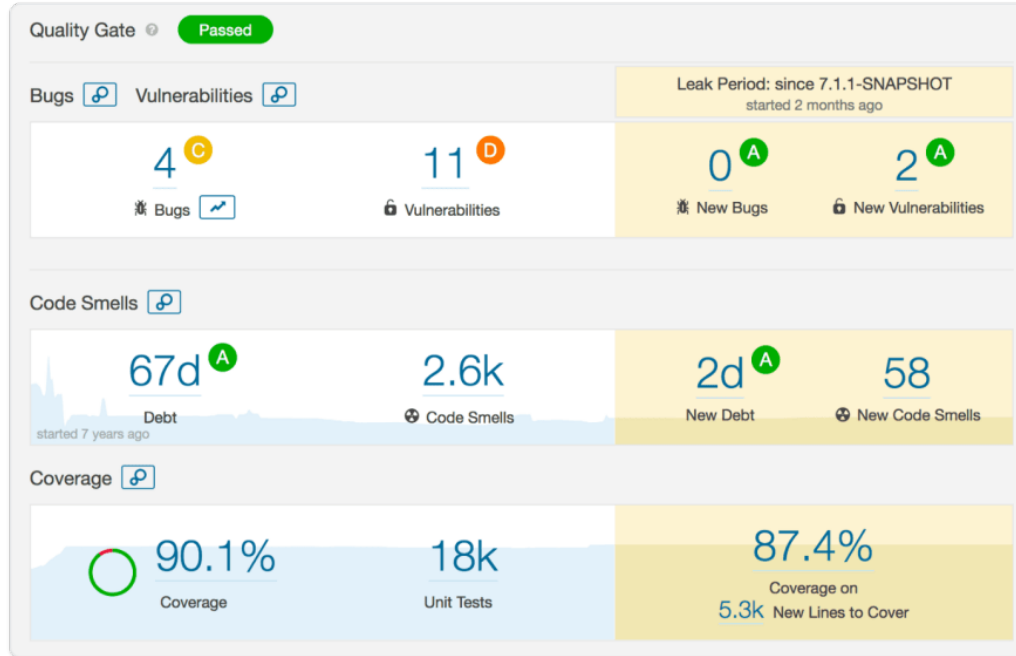 Quality Gate ? Passed
Bugs Vulnerabilities
Leak Period: since 7.1.1-SNAPSHOT
started 2 months ago
4 C
Bugs
11 D
Vulnerabilities
0 A
New Bugs
2 A
New Vulnerabilities
Code Smells
67d A
Debt
started 7 years ago
2.6k
Code Smells
2d A
New Debt
58
New Code Smells
Coverage
90.1%
Coverage
18k
Unit Tests
87.4%
Coverage on
5.3k New Lines to Cover